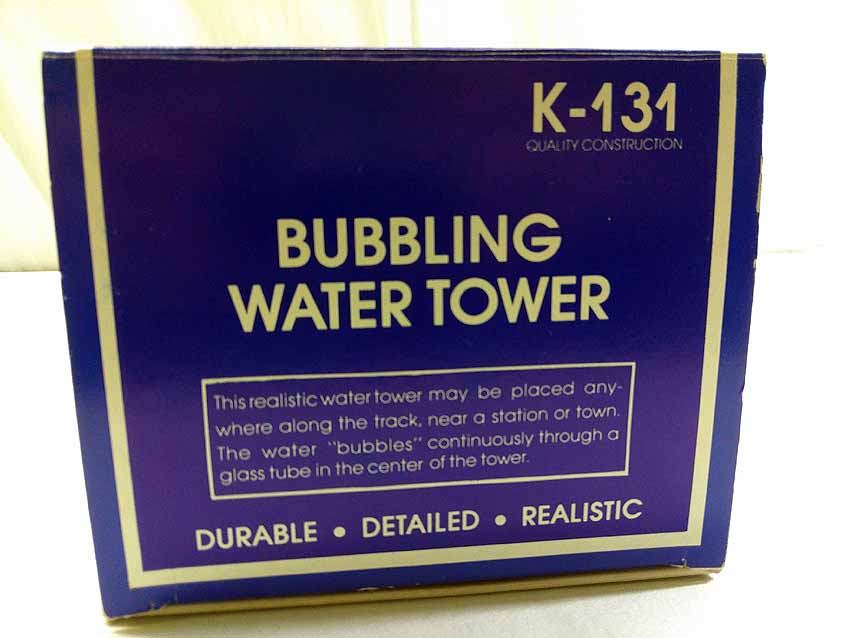 K-131
QUALITY CONSTRUCTION
BUBBLING
WATER TOWER
This realistic water tower may be placed any-
where along the track, near a station or town.
The water "bubbles" continuously through a
glass tube in the center of the tower.
DURABLE • DETAILED • REALISTIC